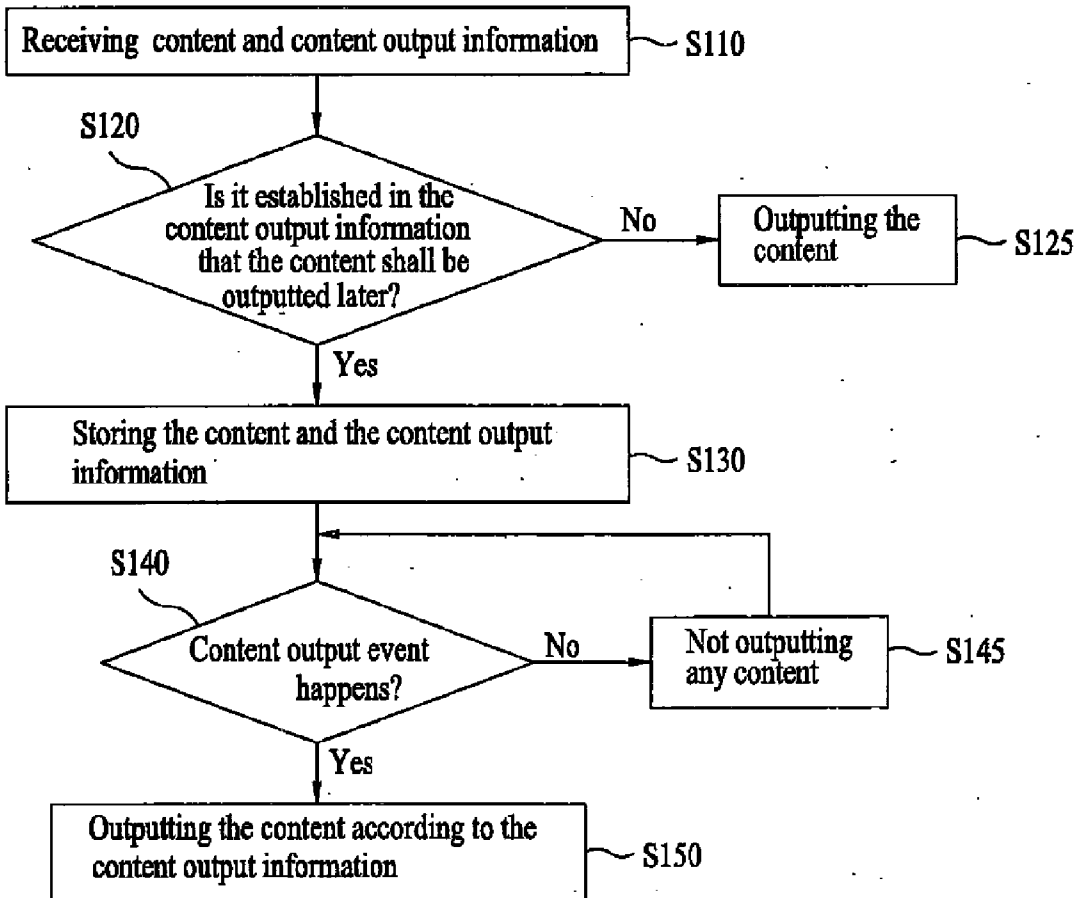 Receiving content and content output information
S110
S120
Is it established in the
content output information
that the content shall be
outputted later?
No
Outputting the
content
S125
Yes
Storing the content and the content output
information
S130
S140
Content output event
happens?
No
Not outputting
any content
S145
Yes
Outputting the content according to the
content output information
S150